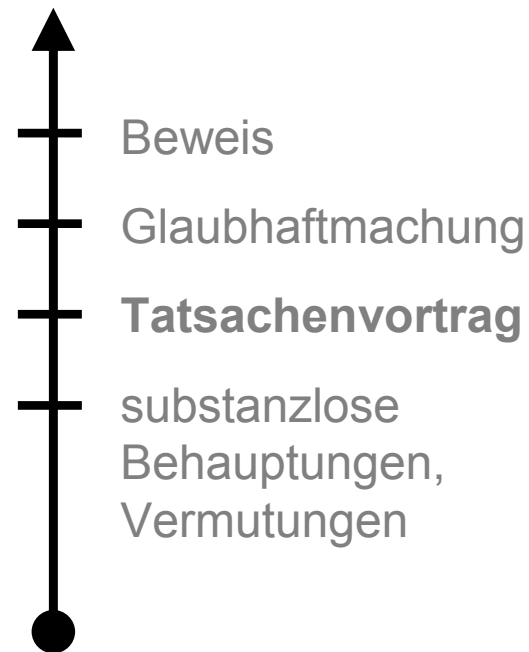 Beweis
Glaubhaftmachung
Tatsachenvortrag
substanzlose
Behauptungen,
Vermutungen